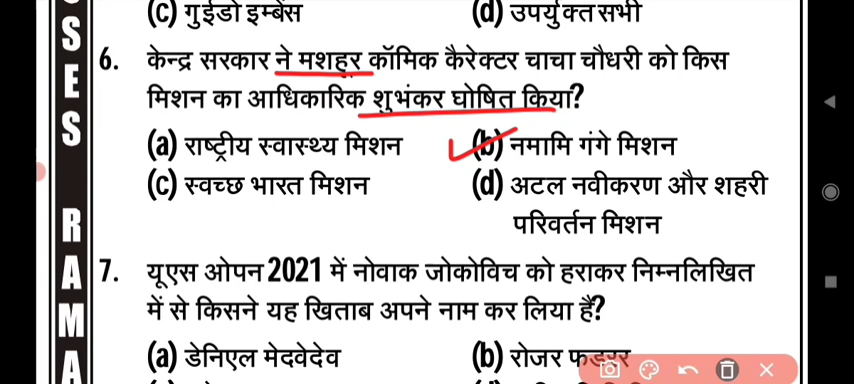 (c) गुईडो इम्बेंस (d) उपर्युक्त सभी
6. केन्द्र सरकार ने मशहूर कॉमिक कैरेक्टर चाचा चौधरी को किस
मिशन का आधिकारिक शुभंकर घोषित किया?
(a) राष्ट्रीय स्वास्थ्य मिशन (b) नमामि गंगे मिशन
(c) स्वच्छ भारत मिशन (d) अटल नवीकरण और शहरी
परिवर्तन मिशन
7. यूएस ओपन 2021 में नोवाक जोकोविच को हराकर निम्नलिखित
में से किसने यह खिताब अपने नाम कर लिया हैं?
(a) डेनिएल मेदवेदेव (b) रोजर
S
E
S
R
A
M
A